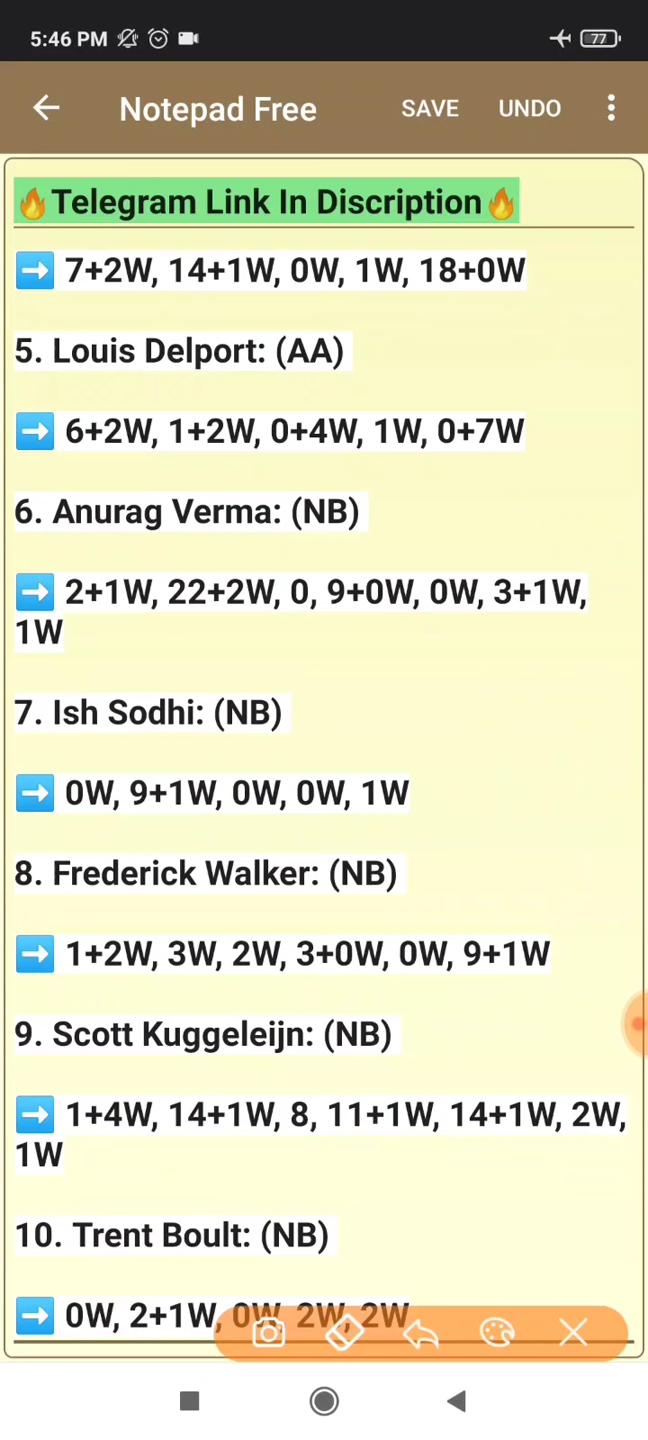 5:46 PM 77
Notepad Free SAVE UNDO
🔥Telegram Link In Discription🔥
➡️ 7+2W, 14+1W, 0W, 1W, 18+0W
5. Louis Delport: (AA)
➡️ 6+2W, 1+2W, 0+4W, 1W, 0+7W
6. Anurag Verma: (NB)
➡️ 2+1W, 22+2W, 0, 9+0W, 0W, 3+1W,
1W
7. Ish Sodhi: (NB)
➡️ 0W, 9+1W, 0W, 0W, 1W
8. Frederick Walker: (NB)
➡️ 1+2W, 3W, 2W, 3+0W, 0W, 9+1W
9. Scott Kuggeleijn: (NB)
➡️ 1+4W, 14+1W, 8, 11+1W, 14+1W, 2W,
1W
10. Trent Boult: (NB)
➡️ 0W, 2+1W, 0W, 2W, 2W